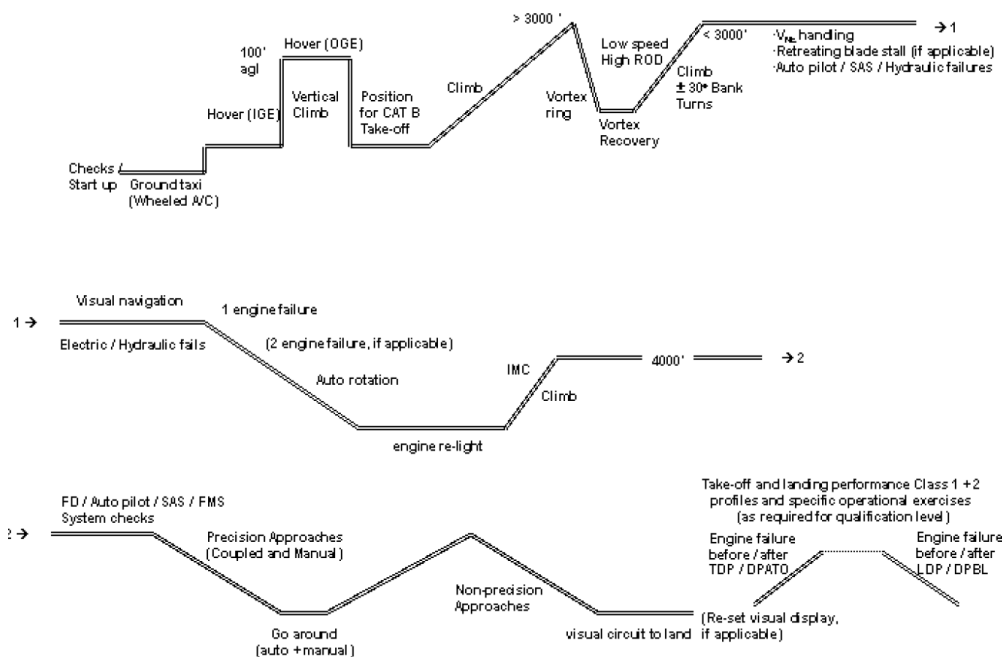 > 3000 '
→ 1
Hover (OGE)
100'
agl
Low speed
High ROD
< 3000'
·V_NE handling
·Retreating blade stall (if applicable)
·Auto pilot / SAS / Hydraulic failures
Climb
Climb
± 30° Bank
Turns
Hover (IGE)
Vertical
Climb
Position
for CAT B
Take-off
Vortex
ring
Vortex
Recovery
Checks /
Start up
Ground taxi
(Wheeled A/C)
Visual navigation
1 engine failure
1 →
Electric / Hydraulic fails
(2 engine failure, if applicable)
Auto rotation
IMC
Climb
4000'
→ 2
engine re-light
FD / Auto pilot / SAS / FMS
System checks
2 →
Precision Approaches
(Coupled and Manual)
Go around
(auto + manual)
Non-precision
Approaches
visual circuit to land
Take-off and landing performance Class 1 + 2
profiles and specific operational exercises
(as required for qualification level)
Engine failure
before / after
TDP / DPATO
Engine failure
before / after
LDP / DPBL
(Re-set visual display,
if applicable)